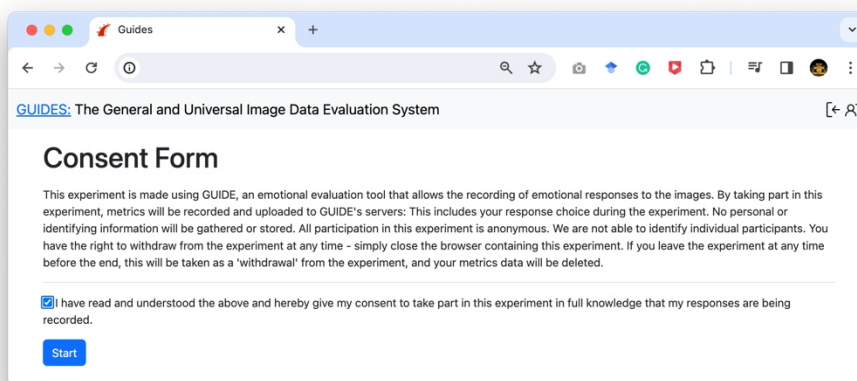 Guides
GUIDES: The General and Universal Image Data Evaluation System
Consent Form
This experiment is made using GUIDE, an emotional evaluation tool that allows the recording of emotional responses to the images. By taking part in this
experiment, metrics will be recorded and uploaded to GUIDE's servers: This includes your response choice during the experiment. No personal or
identifying information will be gathered or stored. All participation in this experiment is anonymous. We are not able to identify individual participants. You
have the right to withdraw from the experiment at any time - simply close the browser containing this experiment. If you leave the experiment at any time
before the end, this will be taken as a 'withdrawal' from the experiment, and your metrics data will be deleted.
I have read and understood the above and hereby give my consent to take part in this experiment in full knowledge that my responses are being
recorded.
Start